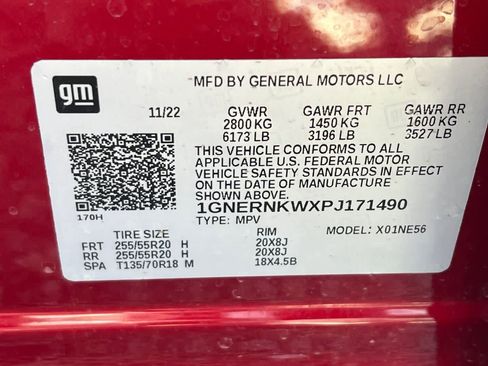 gm
MFD BY GENERAL MOTORS LLC
11/22 GVWR GAWR FRT GAWR RR
2800 KG 1450 KG 1600 KG
6173 LB 3196 LB 3527 LB
THIS VEHICLE CONFORMS TO ALL
APPLICABLE U.S. FEDERAL MOTOR
VEHICLE SAFETY STANDARDS IN EFFECT
ON THE DATE OF MANUFACTURE
SHOWN ABOVE.
170H 1GNERNKWXPJ171490
TYPE: MPV MODEL: X01NE56
TIRE SIZE RIM
FRT 255/55R20 H 20X8J
RR 255/55R20 H 20X8J
SPA T135/70R18 M 18X4.5B